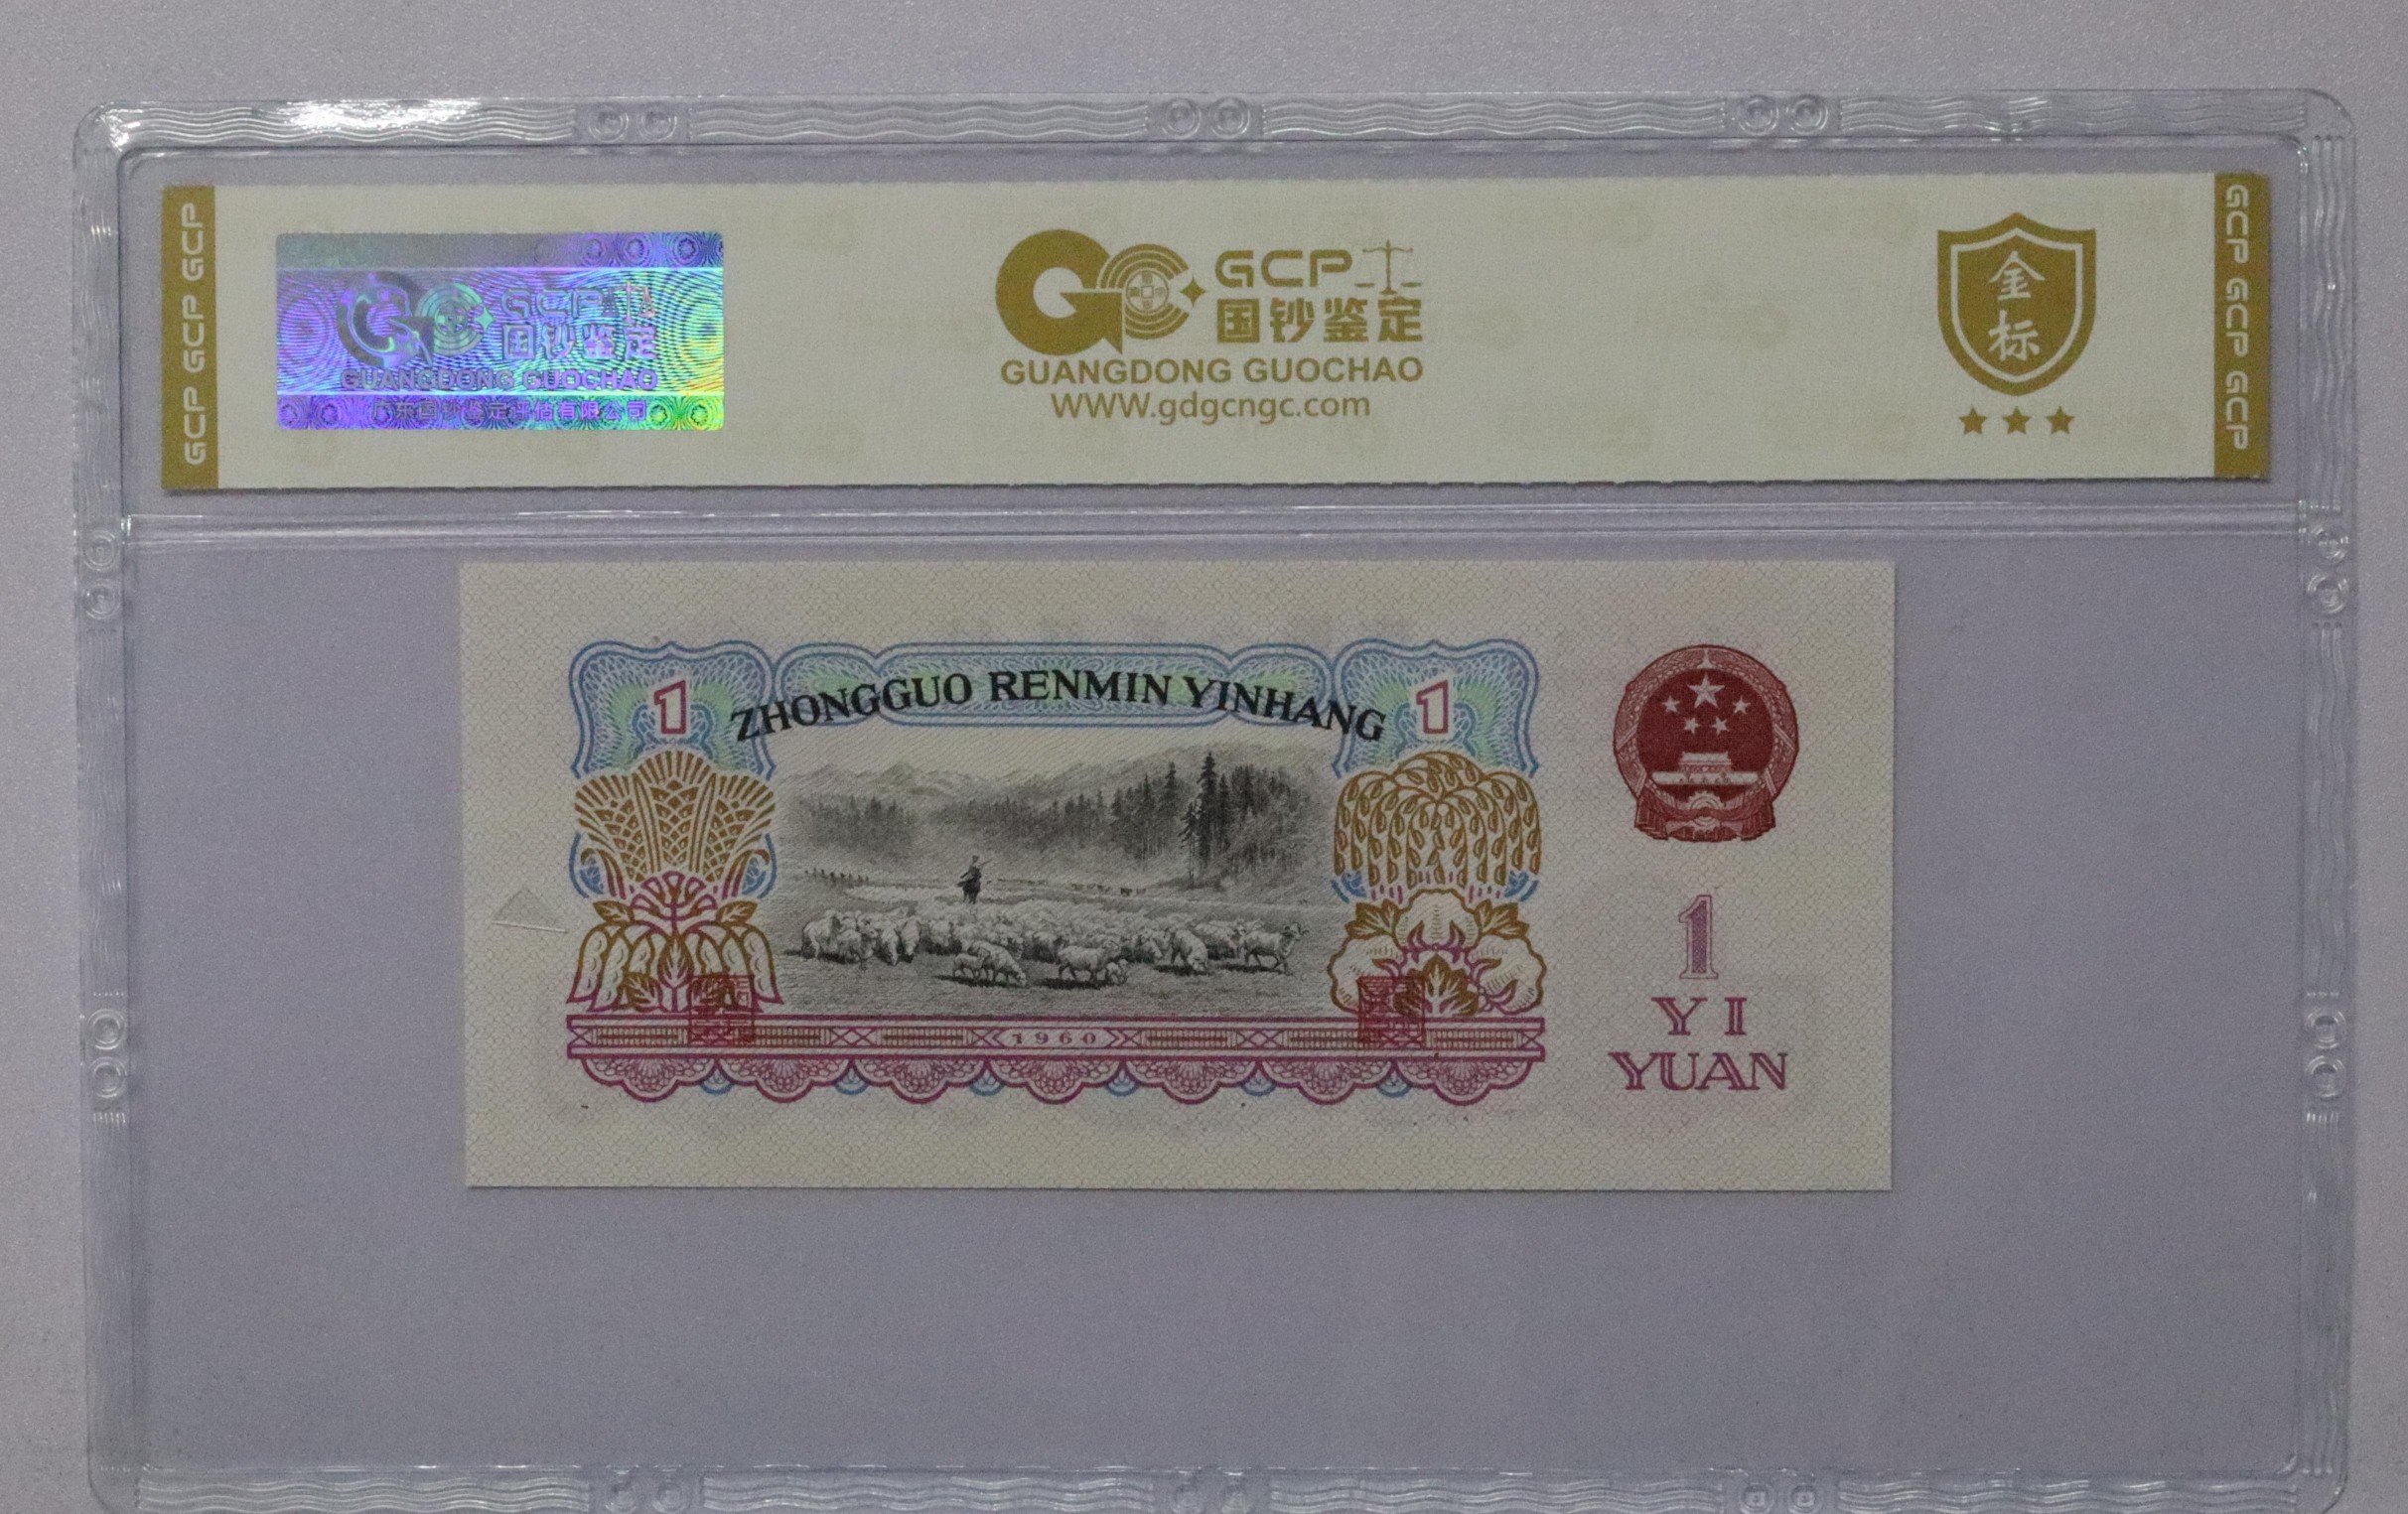 GCP GCP GCP
GCP
国钞鉴定
GUANGDONG GUOCHAO
广东国钞鉴定评估有限公司
GCP
国钞鉴定
GUANGDONG GUOCHAO
WWW.gdgcngc.com
金
标
GCP GCP GCP
1
ZHONGGUO RENMIN YINHANG
1
1960
1
YI
YUAN